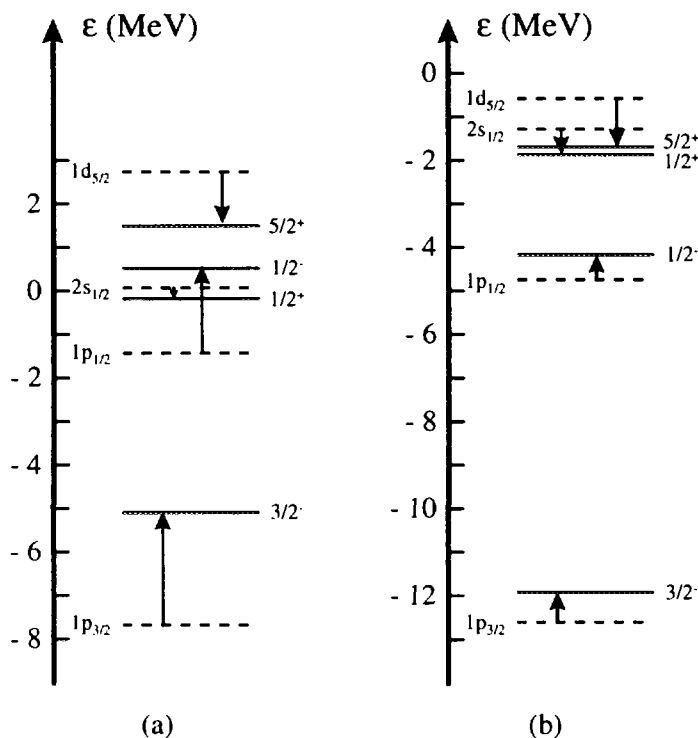 ε (MeV)
1d5/2
2
5/2+
1/2-
0
2s1/2
1/2+
1p1/2
- 2
- 4
3/2-
- 6
1p3/2
- 8
(a)
ε (MeV)
0
1d5/2
2s1/2
5/2+
- 2
1/2+
- 4
1/2-
1p1/2
- 6
- 8
- 10
- 12
3/2-
1p3/2
(b)